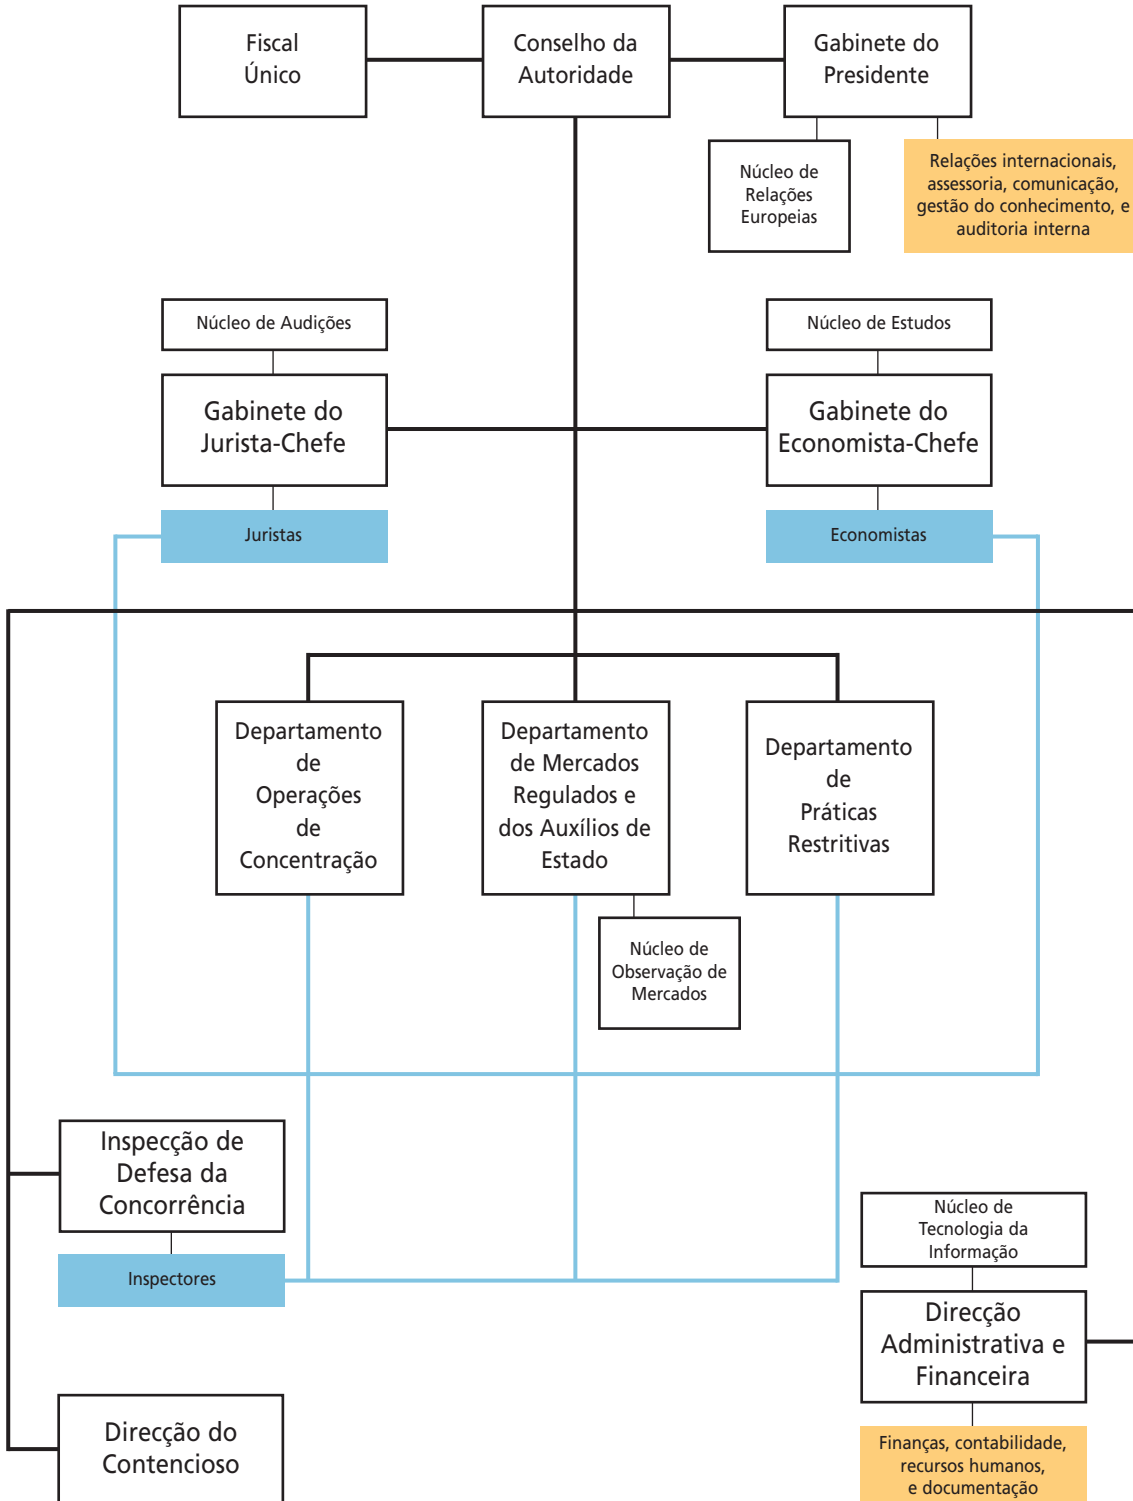 Fiscal
Único
Conselho da
Autoridade
Gabinete do
Presidente
Núcleo de
Relações
Europeias
Relações internacionais,
assessoria, comunicação,
gestão do conhecimento, e
auditoria interna
Núcleo de Audições
Núcleo de Estudos
Gabinete do
Jurista-Chefe
Gabinete do
Economista-Chefe
Juristas
Economistas
Departamento
de
Operações
de
Concentração
Departamento
de Mercados
Regulados e
dos Auxílios de
Estado
Departamento
de
Práticas
Restritivas
Núcleo de
Observação de
Mercados
Inspecção de
Defesa da
Concorrência
Inspectores
Núcleo de
Tecnologia da
Informação
Direcção
Administrativa e
Financeira
Direcção do
Contencioso
Finanças, contabilidade,
recursos humanos,
e documentação